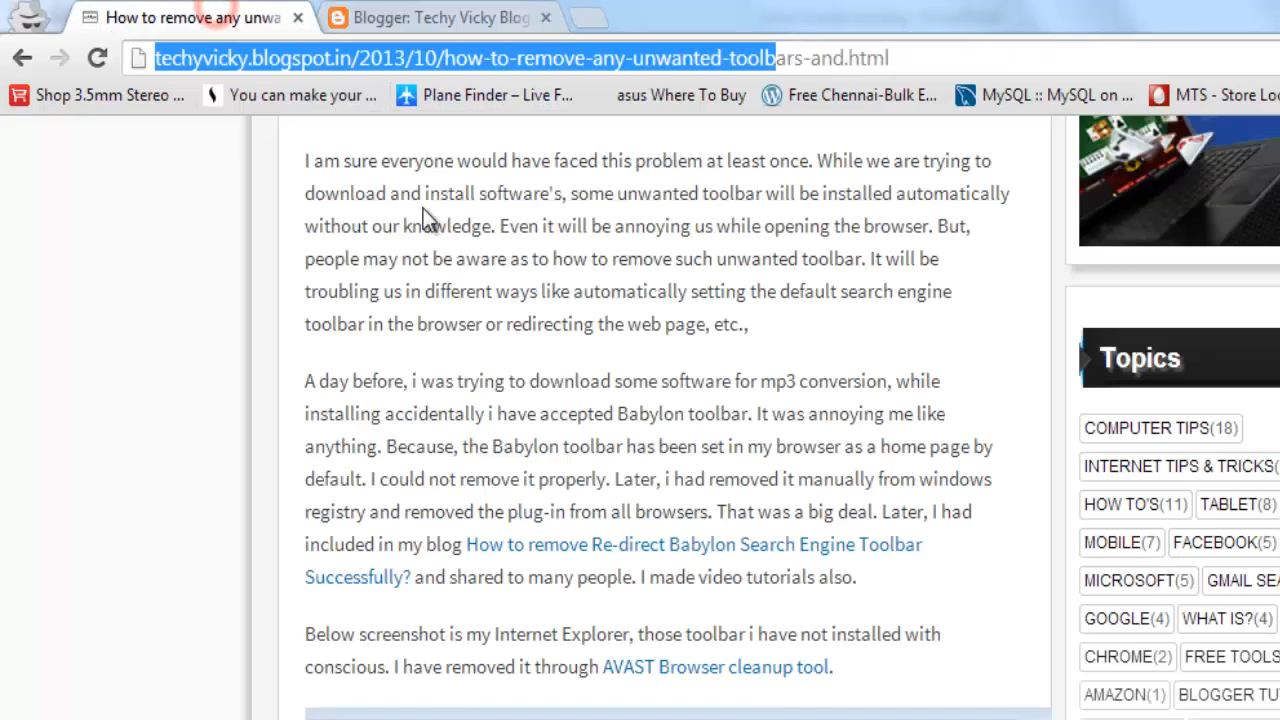 How to remove any unwa
Blogger: Techy Vicky Blog
techyvicky.blogspot.in/2013/10/how-to-remove-any-unwanted-toolbars-and.html
Shop 3.5mm Stereo ...
You can make your ...
Plane Finder – Live F...
asus Where To Buy
Free Chennai-Bulk E...
MySQL :: MySQL on ...
MTS - Store Loc
I am sure everyone would have faced this problem at least once. While we are trying to
download and install software's, some unwanted toolbar will be installed automatically
without our knowledge. Even it will be annoying us while opening the browser. But,
people may not be aware as to how to remove such unwanted toolbar. It will be
troubling us in different ways like automatically setting the default search engine
toolbar in the browser or redirecting the web page, etc.,
A day before, i was trying to download some software for mp3 conversion, while
installing accidentally i have accepted Babylon toolbar. It was annoying me like
anything. Because, the Babylon toolbar has been set in my browser as a home page by
default. I could not remove it properly. Later, i had removed it manually from windows
registry and removed the plug-in from all browsers. That was a big deal. Later, I had
included in my blog How to remove Re-direct Babylon Search Engine Toolbar
Successfully? and shared to many people. I made video tutorials also.
Below screenshot is my Internet Explorer, those toolbar i have not installed with
conscious. I have removed it through AVAST Browser cleanup tool.
Topics
COMPUTER TIPS(18)
INTERNET TIPS & TRICKS(
HOW TO'S(11) TABLET(8)
MOBILE(7) FACEBOOK(5)
MICROSOFT(5) GMAIL SEA
GOOGLE(4) WHAT IS?(4)
CHROME(2) FREE TOOLS
AMAZON(1) BLOGGER TU